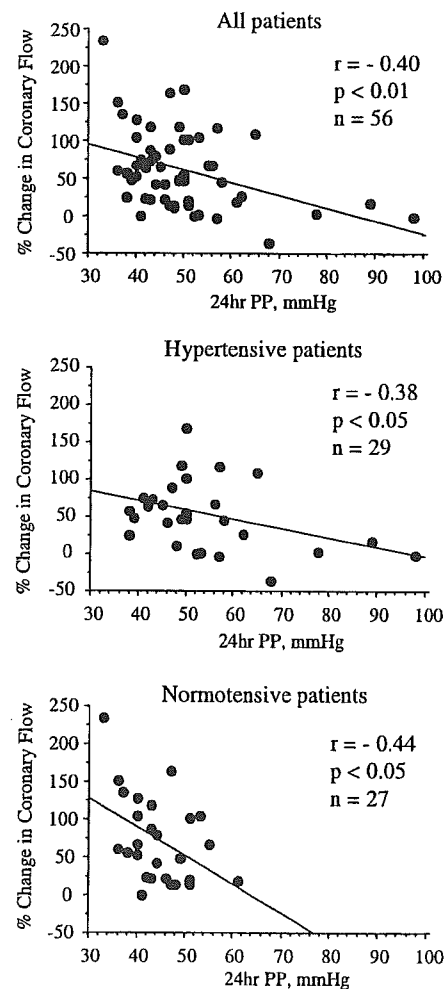 All patients
% Change in Coronary Flow
250
200
150
100
50
0
-50
r = - 0.40
p < 0.01
n = 56
30 40 50 60 70 80 90 100
24hr PP, mmHg
Hypertensive patients
% Change in Coronary Flow
250
200
150
100
50
0
-50
r = - 0.38
p < 0.05
n = 29
30 40 50 60 70 80 90 100
24hr PP, mmHg
Normotensive patients
% Change in Coronary Flow
250
200
150
100
50
0
-50
r = - 0.44
p < 0.05
n = 27
30 40 50 60 70 80 90 100
24hr PP, mmHg